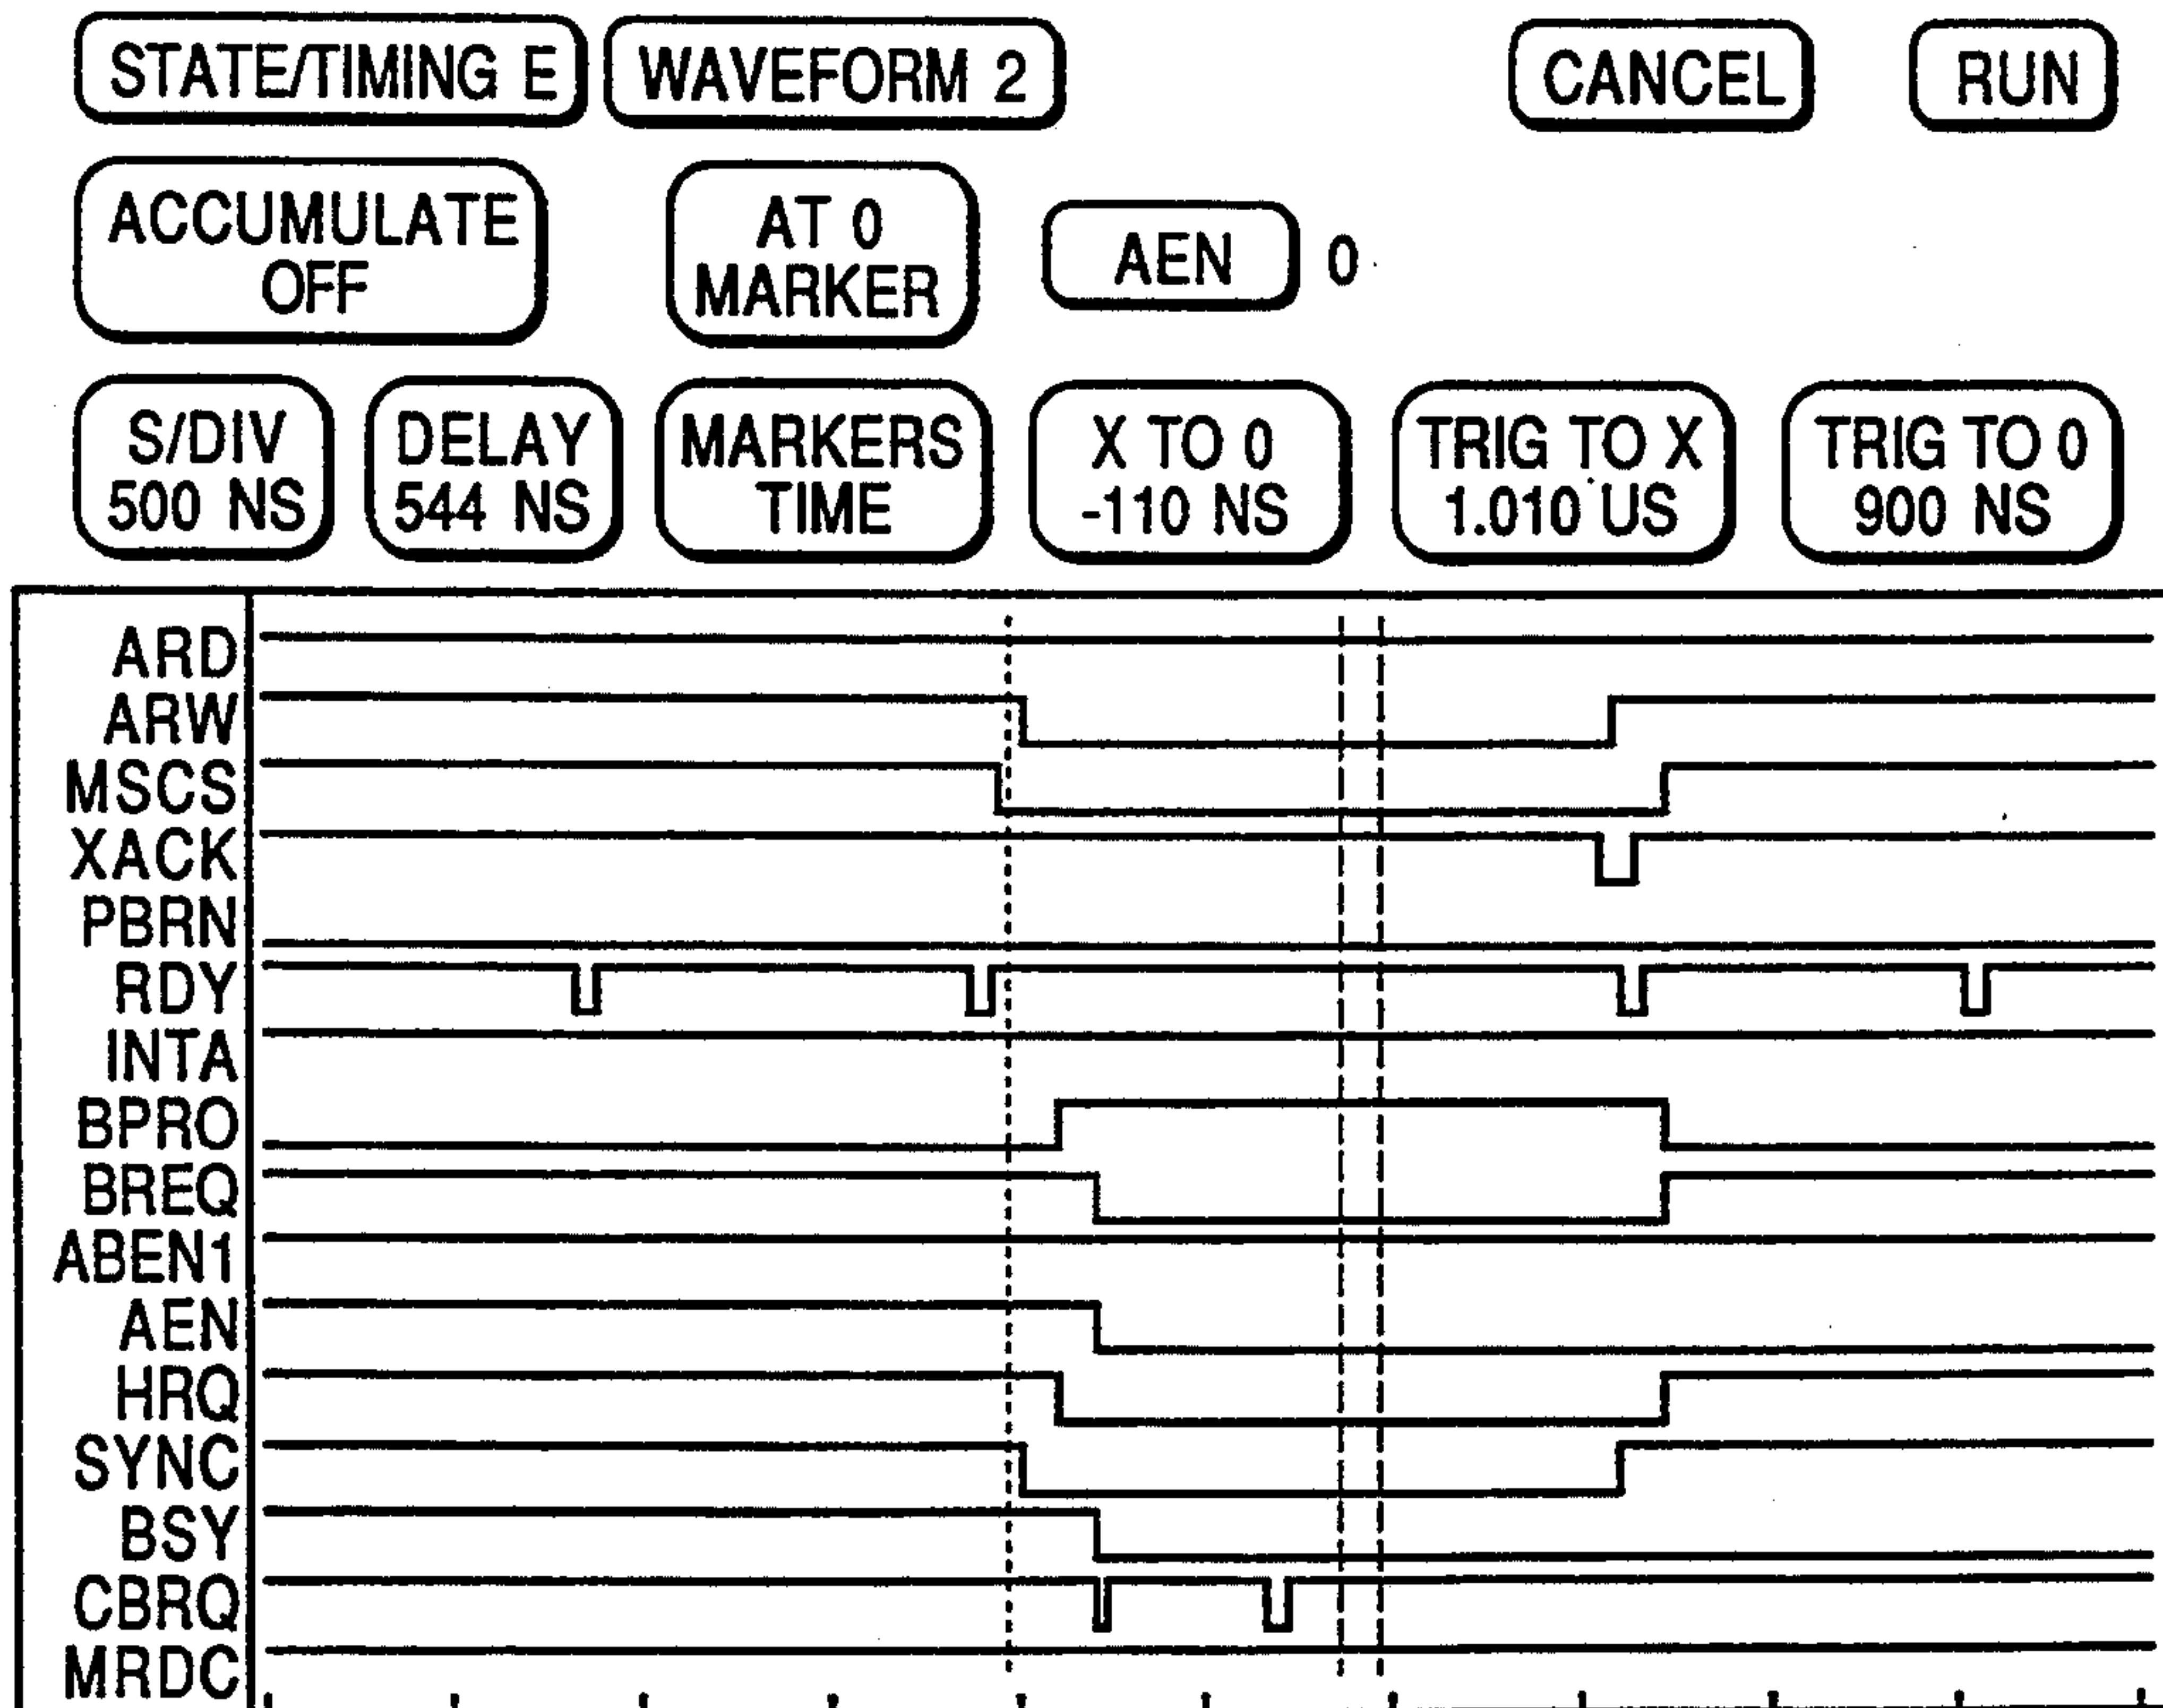 STATE/TIMING E WAVEFORM 2 CANCEL RUN
ACCUMULATE OFF
AT 0 MARKER
AEN 0
S/DIV 500 NS
DELAY 544 NS
MARKERS TIME
X TO 0 -110 NS
TRIG TO X 1.010 US
TRIG TO 0 900 NS
ARD
ARW
MSCS
XACK
PBRN
RDY
INTA
BPRO
BREQ
ABEN1
AEN
HRQ
SYNC
BSY
CBRQ
MRDC